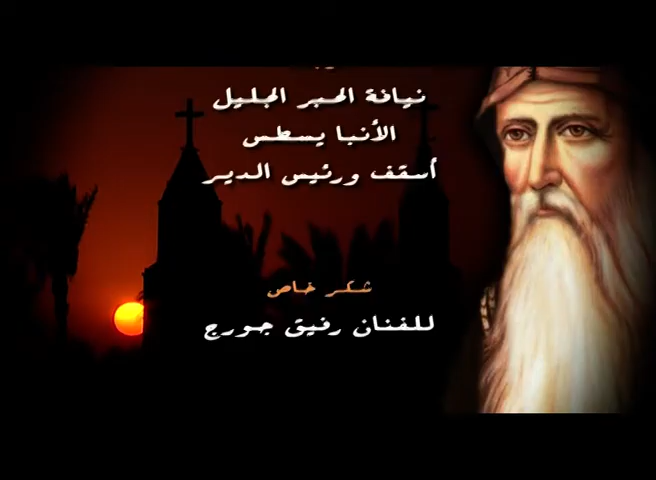 نيافة الحبر الجليل
الأنبا يسطس
أسقف ورئيس الدير
شكر خاص
للفنان رفيق جورج